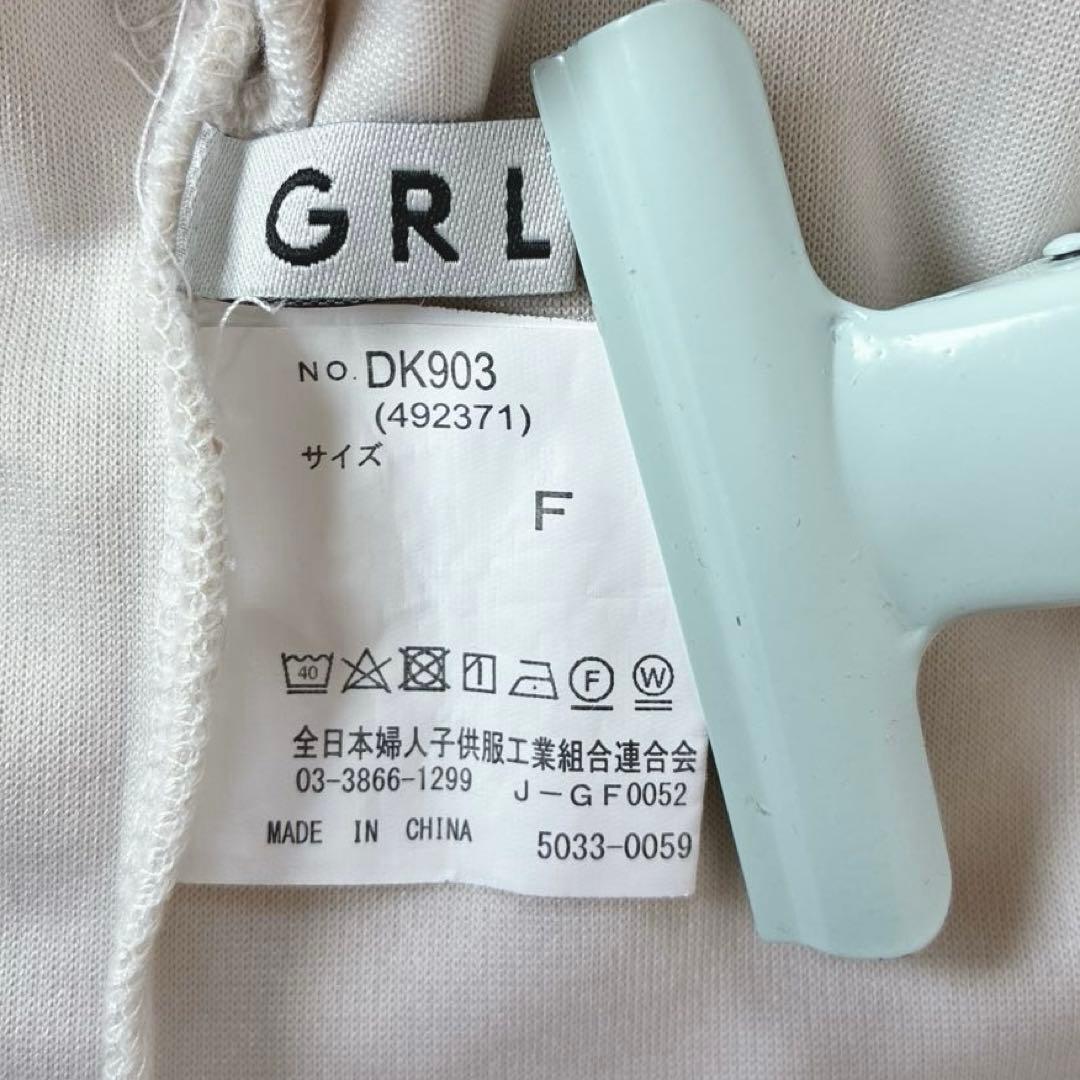 GRL
NO. DK903
(492371)
サイズ
F
40 F W
全日本婦人子供服工業組合連合会
03-3866-1299 J-GF0052
MADE IN CHINA 5033-0059